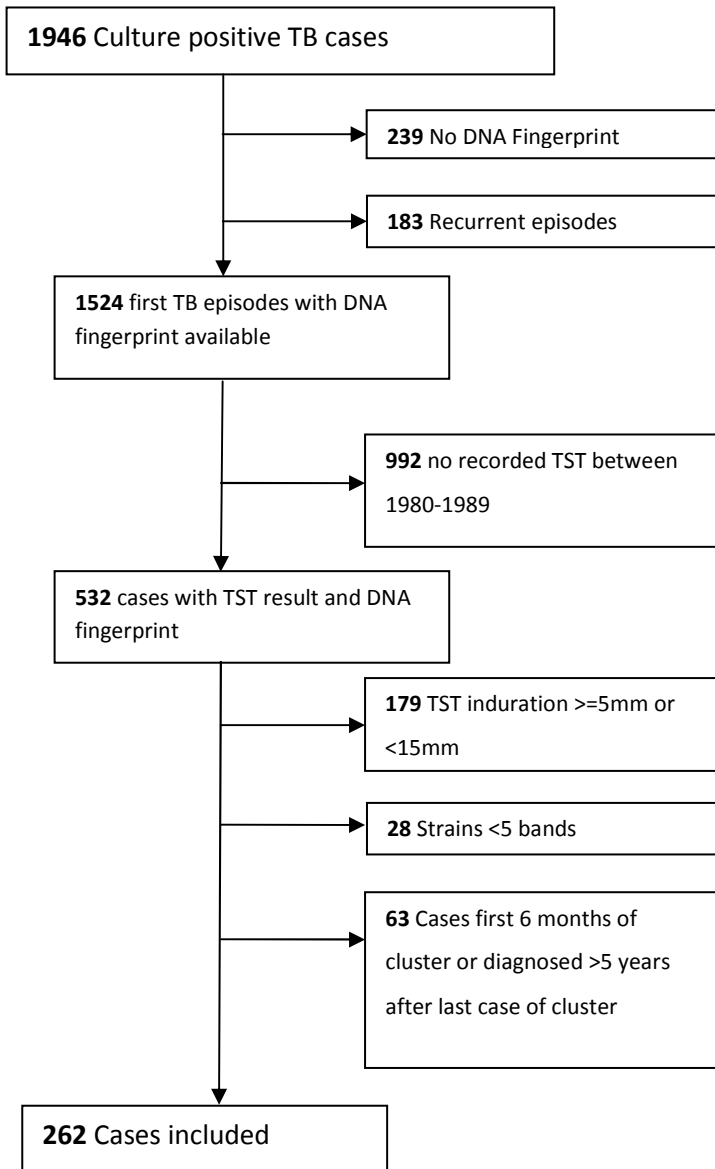 1946 Culture positive TB cases
239 No DNA Fingerprint
183 Recurrent episodes
1524 first TB episodes with DNA
fingerprint available
992 no recorded TST between
1980-1989
532 cases with TST result and DNA
fingerprint
179 TST induration >=5mm or
<15mm
28 Strains <5 bands
63 Cases first 6 months of
cluster or diagnosed >5 years
after last case of cluster
262 Cases included